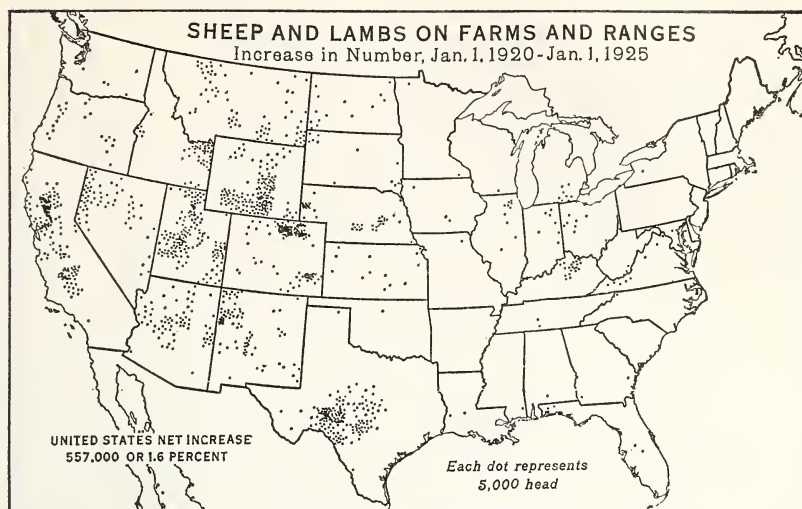 SHEEP AND LAMBS ON FARMS AND RANGES
Increase in Number, Jan. 1, 1920-Jan. 1, 1925
UNITED STATES NET INCREASE
557,000 OR 1.6 PERCENT
Each dot represents
5,000 head